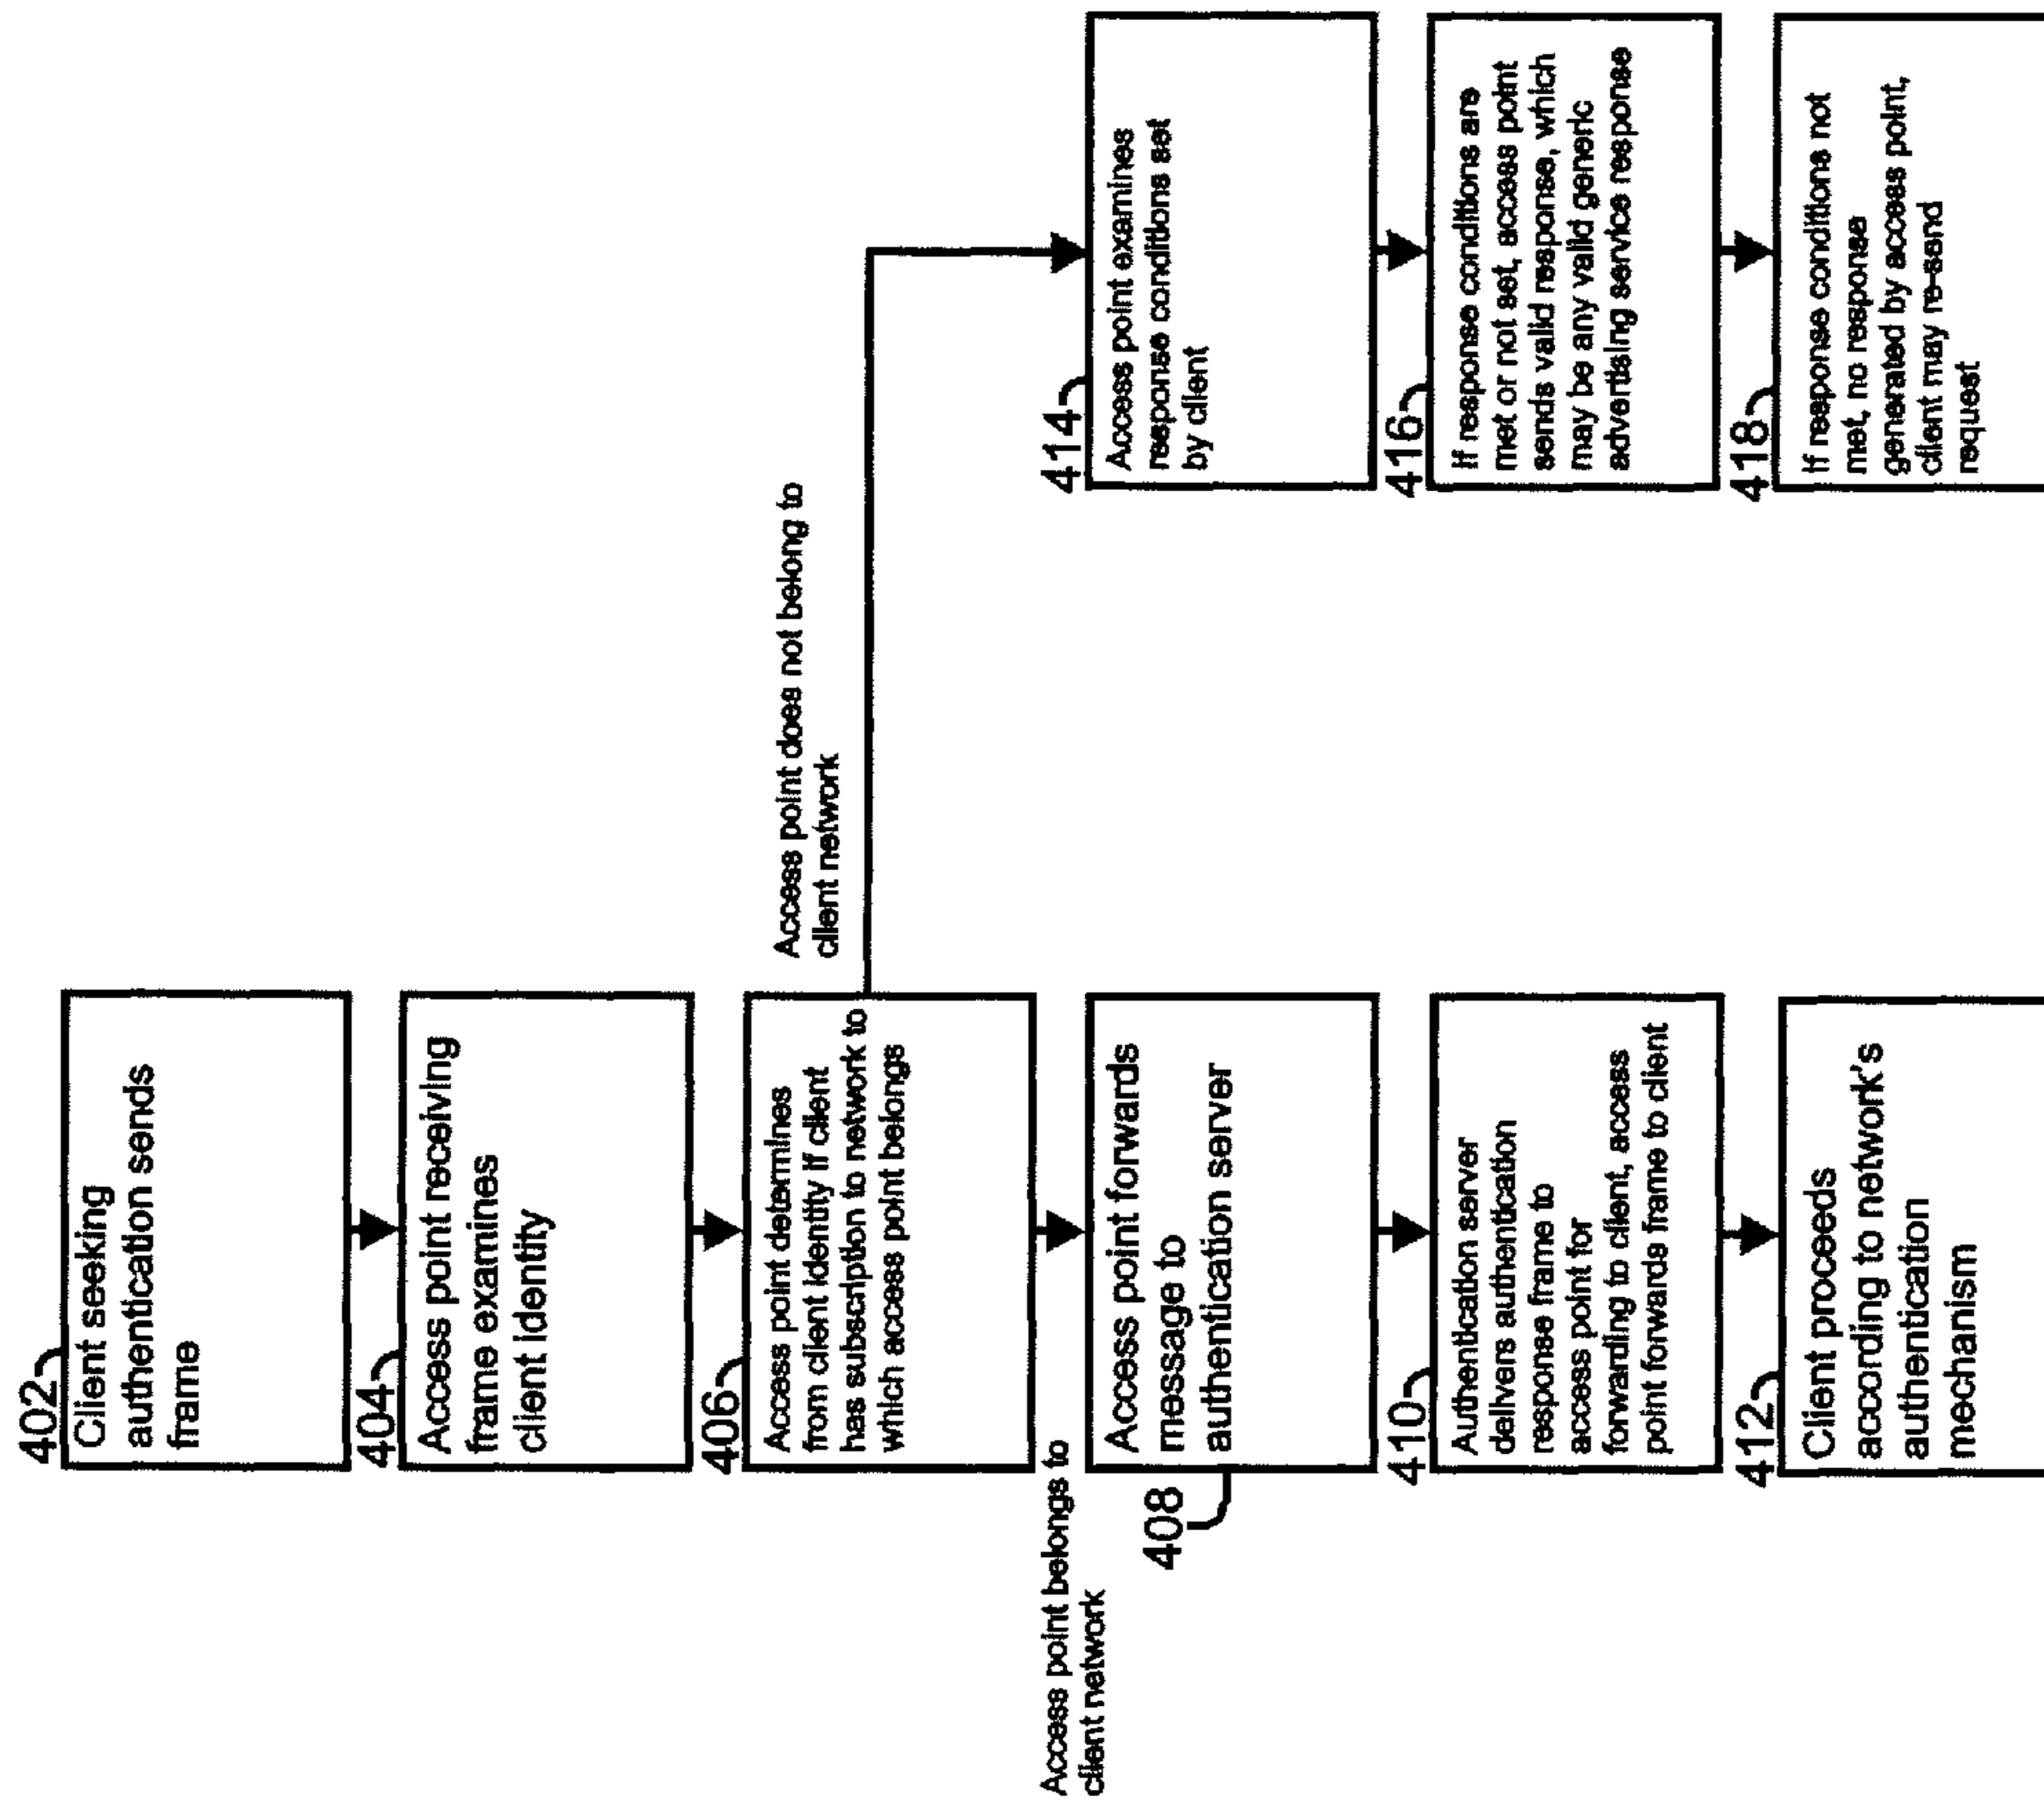 402
Client seeking
authentication sends
frame
404
Access point receiving
frame examines
client identity
406
Access point determines
from client identity if client
has subscription to network to
which access point belongs
Access point does not belong to
client network
Access point belongs to
client network
408
Access point forwards
message to
authentication server
410
Authentication server
delivers authentication
response frame to
access point for
forwarding to client, access
point forwards frame to client
412
Client proceeds
according to network's
authentication
mechanism
414
Access point examines
response conditions set
by client
416
If response conditions are
met or not set, access point
sends valid response, which
may be any valid generic
advertising service response
418
If response conditions not
met, no response
generated by access point,
client may re-send
request